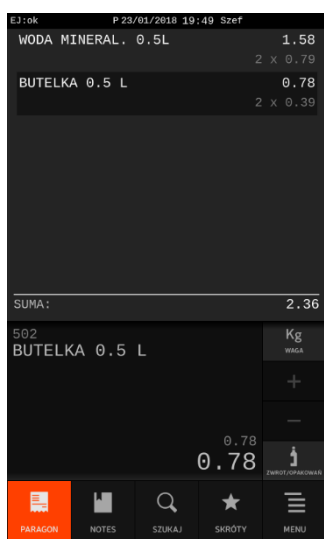 EJ:ok P 23/01/2018 19:49 Szef
WODA MINERAL. 0.5L 1.58
2 x 0.79
BUTELKA 0.5 L 0.78
2 x 0.39
SUMA: 2.36
502
BUTELKA 0.5 L
Kg
WAGA
+
−
0.78
0.78
ZWROT/OPAKOWAŃ
PARAGON NOTES SZUKAJ SKRÓTY MENU